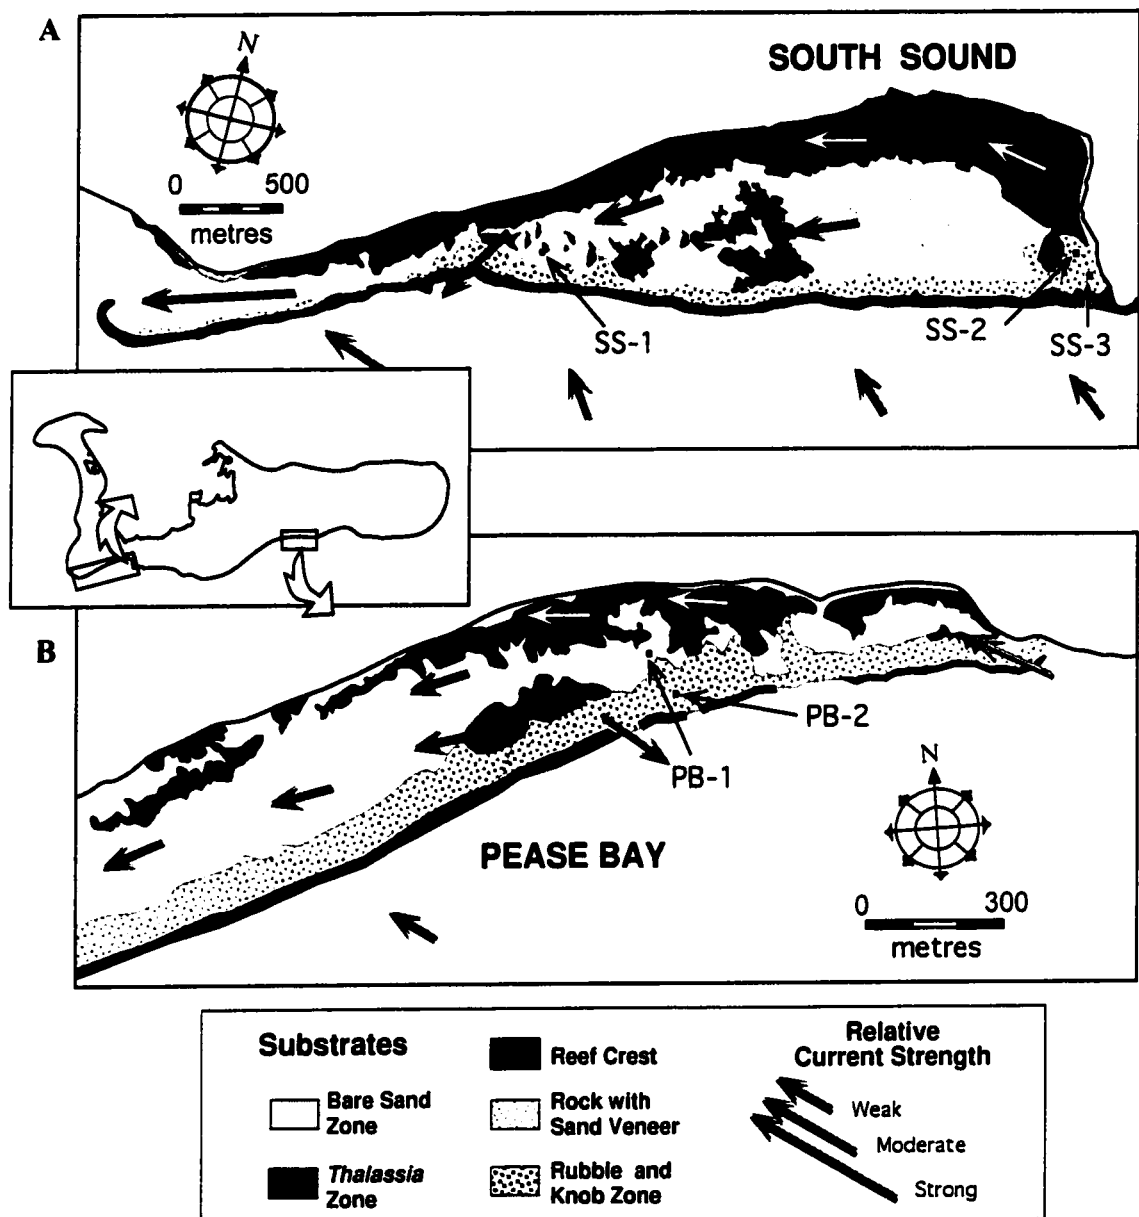 A
N
SOUTH SOUND
0 500
metres
SS-1
SS-2
SS-3
B
PB-2
PB-1
N
PEASE BAY
0 300
metres
Substrates
Bare Sand
Zone
Thalassia
Zone
Reef Crest
Rock with
Sand Veneer
Rubble and
Knob Zone
Relative
Current Strength
Weak
Moderate
Strong